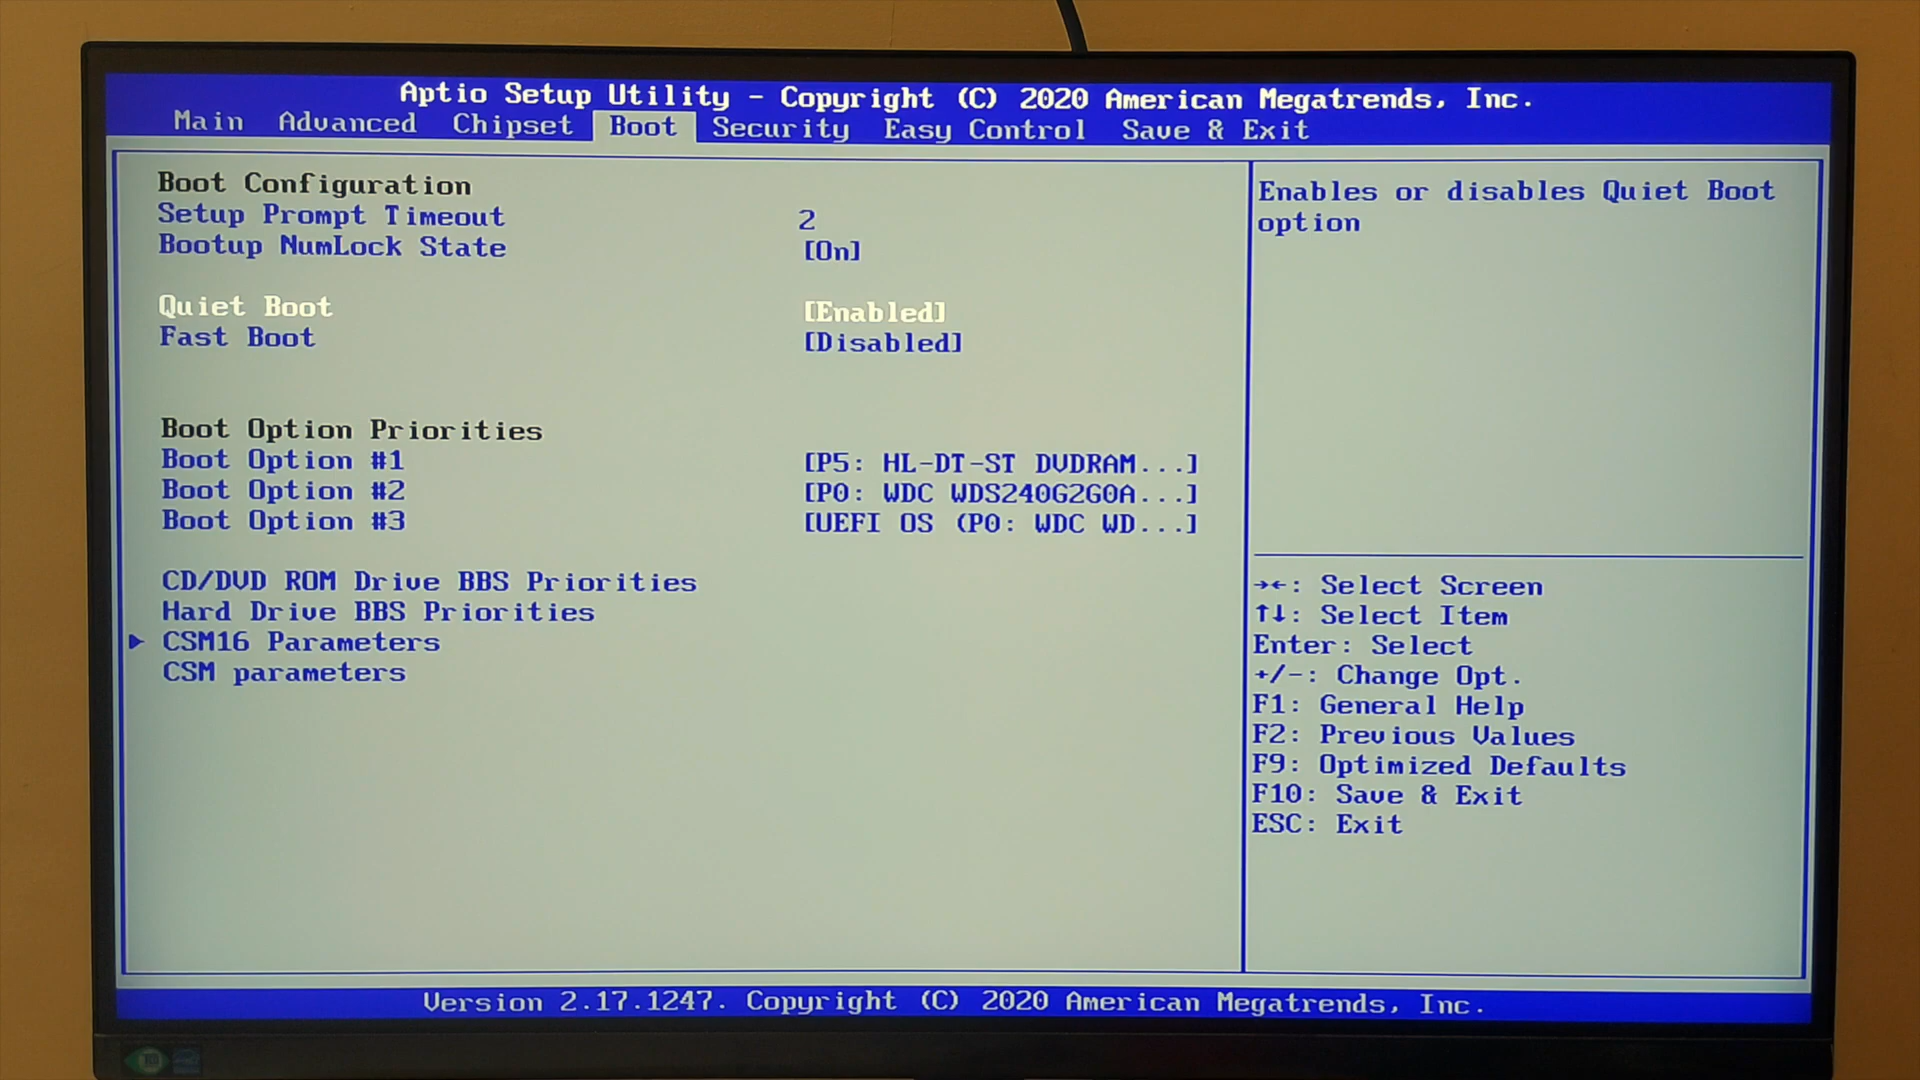 Aptio Setup Utility - Copyright (C) 2020 American Megatrends, Inc.
Main Advanced Chipset Boot Security Easy Control Save & Exit
Boot Configuration
Setup Prompt Timeout 2
Bootup NumLock State [On]
Quiet Boot [Enabled]
Fast Boot [Disabled]
Boot Option Priorities
Boot Option #1 [P5: HL-DT-ST DVDRAM...]
Boot Option #2 [P0: WDC WDS240G2G0A...]
Boot Option #3 [UEFI OS (P0: WDC WD...]
CD/DVD ROM Drive BBS Priorities
Hard Drive BBS Priorities
CSM16 Parameters
CSM parameters
Enables or disables Quiet Boot
option
→←: Select Screen
↑↓: Select Item
Enter: Select
+/-: Change Opt.
F1: General Help
F2: Previous Values
F9: Optimized Defaults
F10: Save & Exit
ESC: Exit
Version 2.17.1247. Copyright (C) 2020 American Megatrends, Inc.